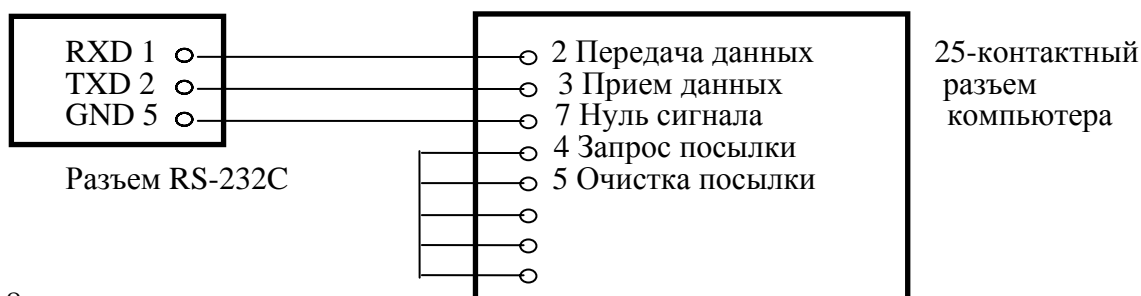 RXD 1
TXD 2
GND 5
Разъем RS-232C
2 Передача данных
3 Прием данных
7 Нуль сигнала
4 Запрос посылки
5 Очистка посылки
25-контактный
разъем
компьютера